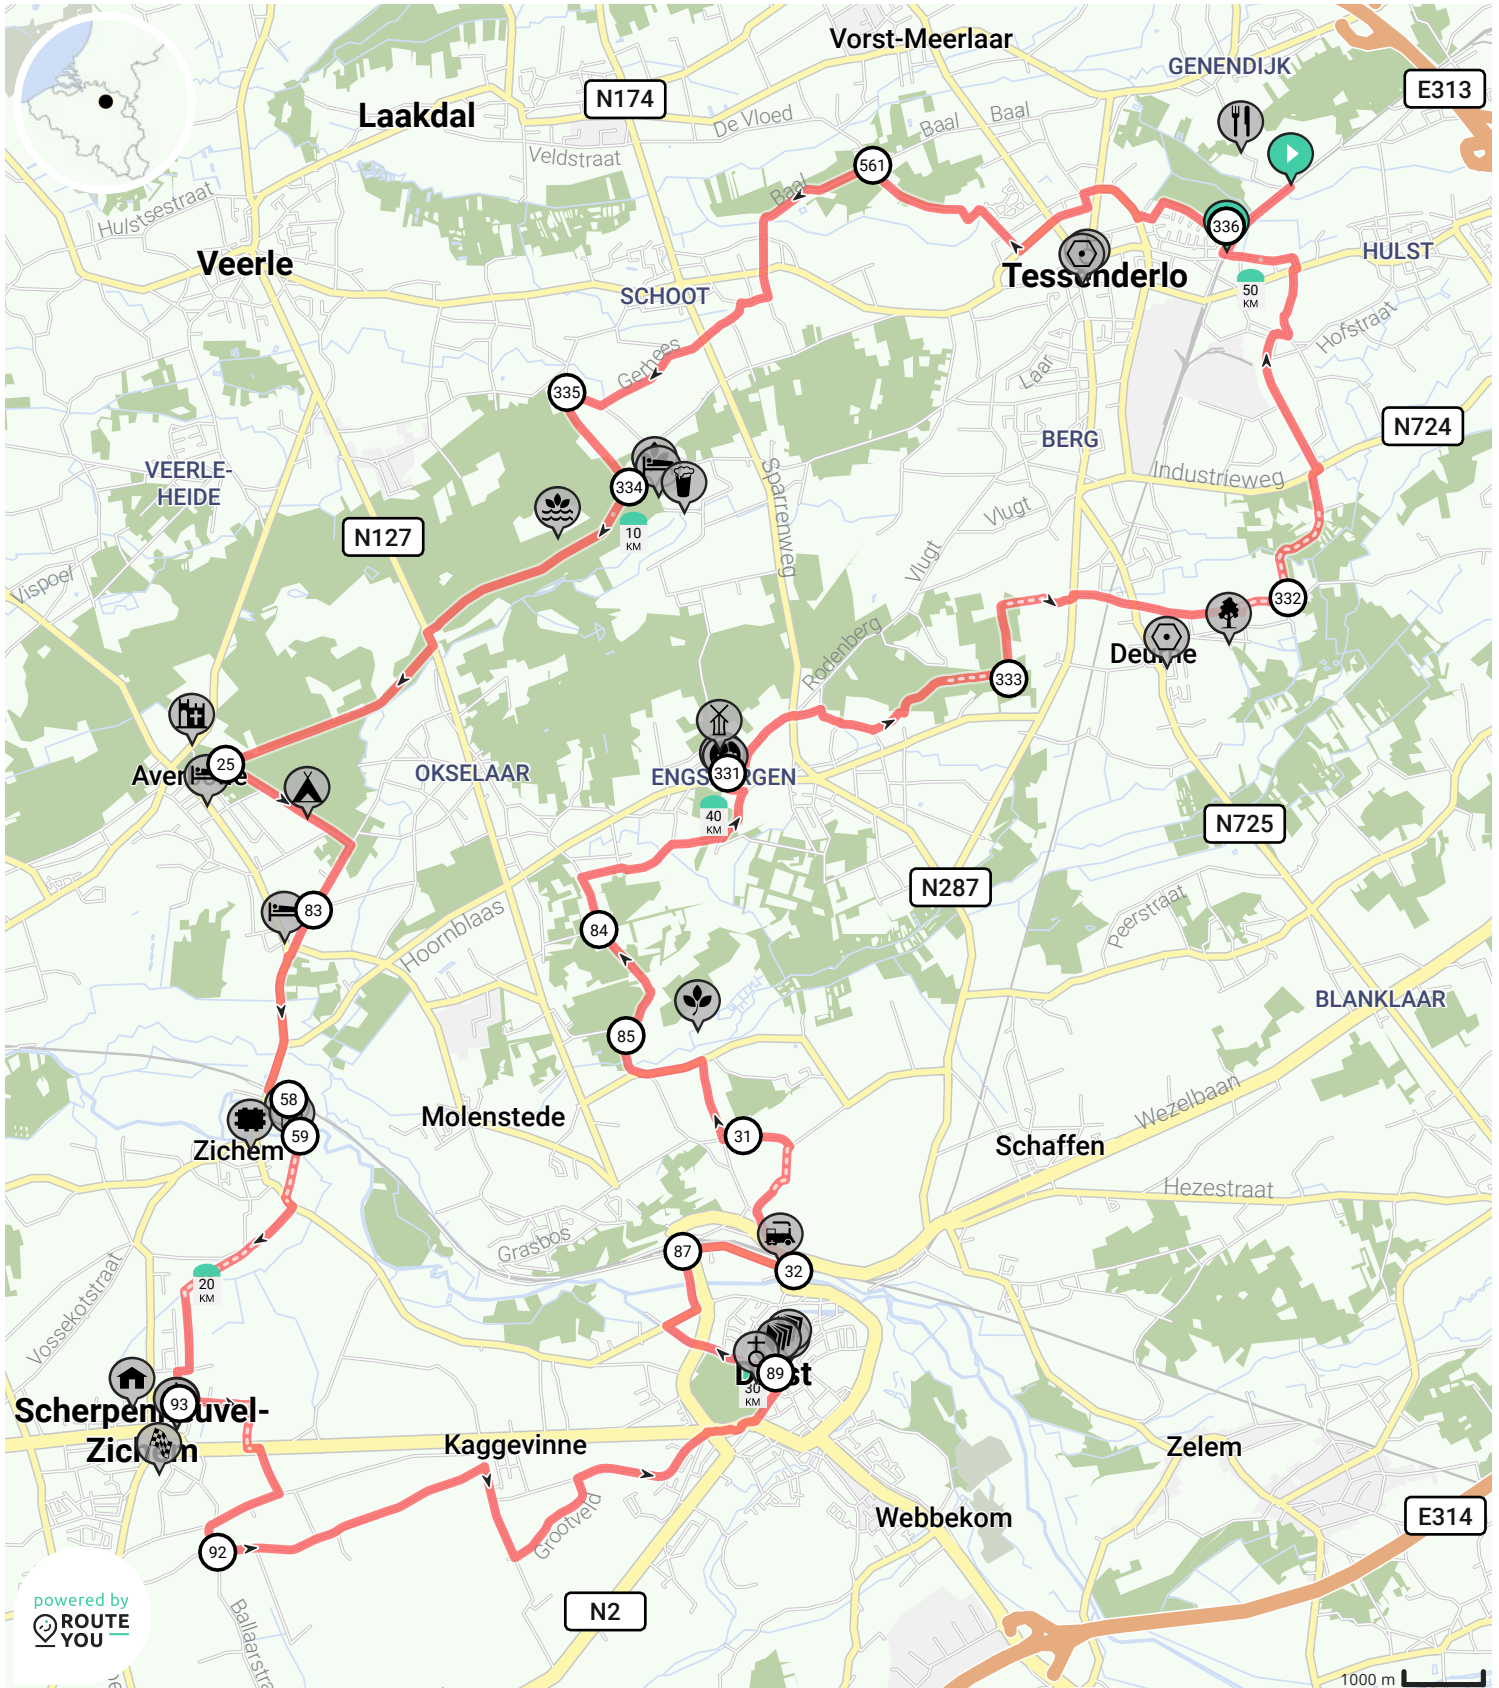 Vorst-Meerlaar
GENENDIJK
E313
N174
Laakdal
De Vloed
Baal
Baal
Veldstraat
561
Baal
Hulstsestraat
336
HULST
Veerle
Tessenderlo
SCHOOT
50
KM
Hofstraat
Gerhees
Laar
335
N724
BERG
VEERLE-
HEIDE
Industrieweg
334
Sparrenweg
Vlugt
N127
10
KM
Vlugt
Vispoel
332
Rodenberg
333
25
OKSELAAR
331
40
KM
N725
N287
83
Hoornblaas
84
Peerstraat
BLANKLAAR
85
58
Molenstede
31
59
Zichem
Wezelbaan
Schaffen
Hezestraat
Grasbos
87
32
20
KM
Vossekotstraat
89
30
KM
93
Kaggevinne
Zelem
Grootveld
Webbekom
E314
92
N2
powered by
ROUTE
YOU
Ballaarstra
1000 m